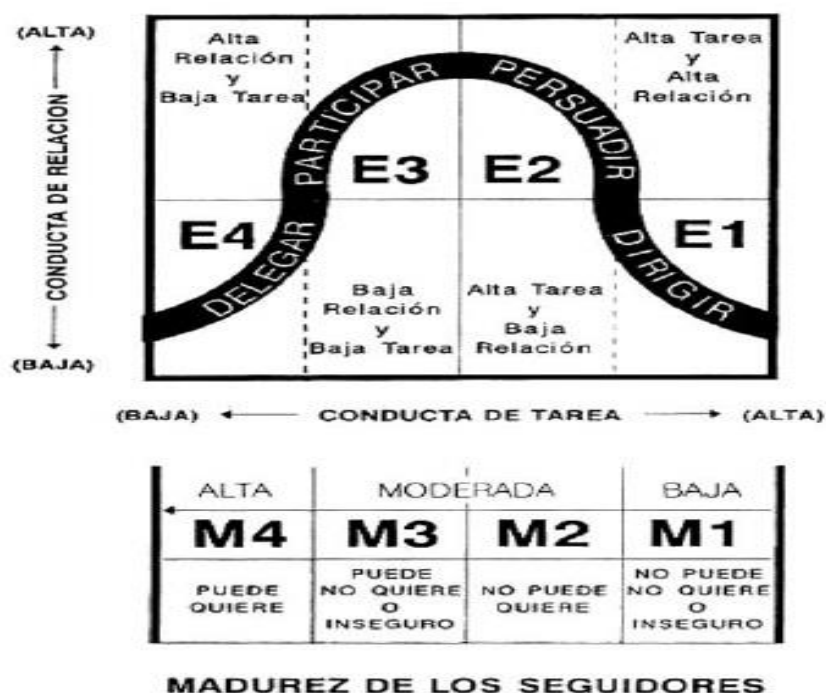 (ALTA)
CONDUCTA DE RELACION
(BAJA)
Alta
Relación
y
Baja Tarea
Alta Tarea
y
Alta
Relación
PARTICIPAR
PERSUADIR
E3
E2
E4
E1
DELEGAR
DIRIGIR
Baja
Relación
y
Baja Tarea
Alta Tarea
y
Baja
Relación
(BAJA) CONDUCTA DE TAREA (ALTA)
ALTA MODERADA BAJA
M4 M3 M2 M1
PUEDE
QUIERE
PUEDE
NO QUIERE
O
INSEGURO
NO PUEDE
QUIERE
NO PUEDE
NO QUIERE
O
INSEGURO
MADUREZ DE LOS SEGUIDORES